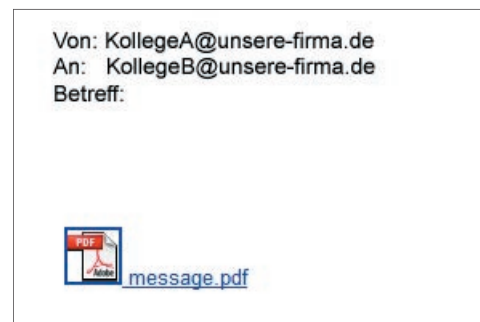 Von: KollegeA@unsere-firma.de
An: KollegeB@unsere-firma.de
Betreff:
PDF
Adobe
message.pdf